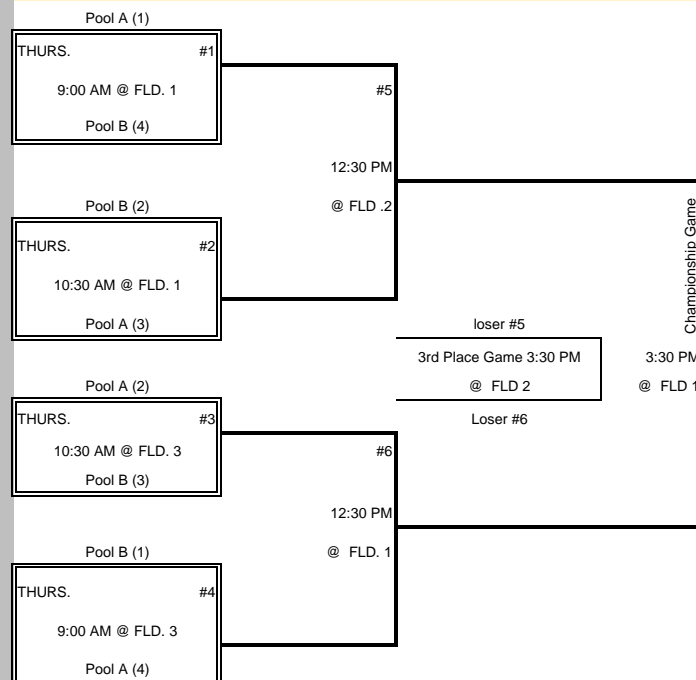 Pool A (1)
THURS. #1
9:00 AM @ FLD. 1
Pool B (4)
#5
12:30 PM
@ FLD .2
Pool B (2)
THURS. #2
10:30 AM @ FLD. 1
Pool A (3)
loser #5
3rd Place Game 3:30 PM
@ FLD 2
Loser #6
Championship Game
3:30 PM
@ FLD 1
Pool A (2)
THURS. #3
10:30 AM @ FLD. 3
Pool B (3)
#6
12:30 PM
@ FLD. 1
Pool B (1)
THURS. #4
9:00 AM @ FLD. 3
Pool A (4)